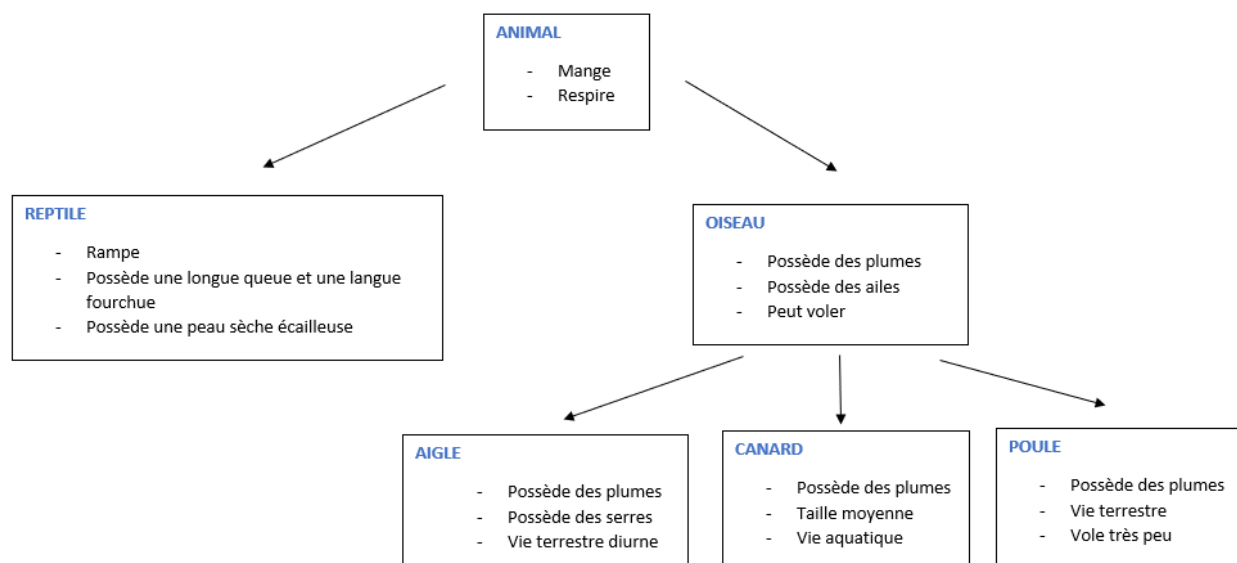 ANIMAL
- Mange
- Respire
REPTILE
- Rampe
- Possède une longue queue et une langue
fourchue
- Possède une peau sèche écailleuse
OISEAU
- Possède des plumes
- Possède des ailes
- Peut voler
AIGLE
- Possède des plumes
- Possède des serres
- Vie terrestre diurne
CANARD
- Possède des plumes
- Taille moyenne
- Vie aquatique
POULE
- Possède des plumes
- Vie terrestre
- Vole très peu